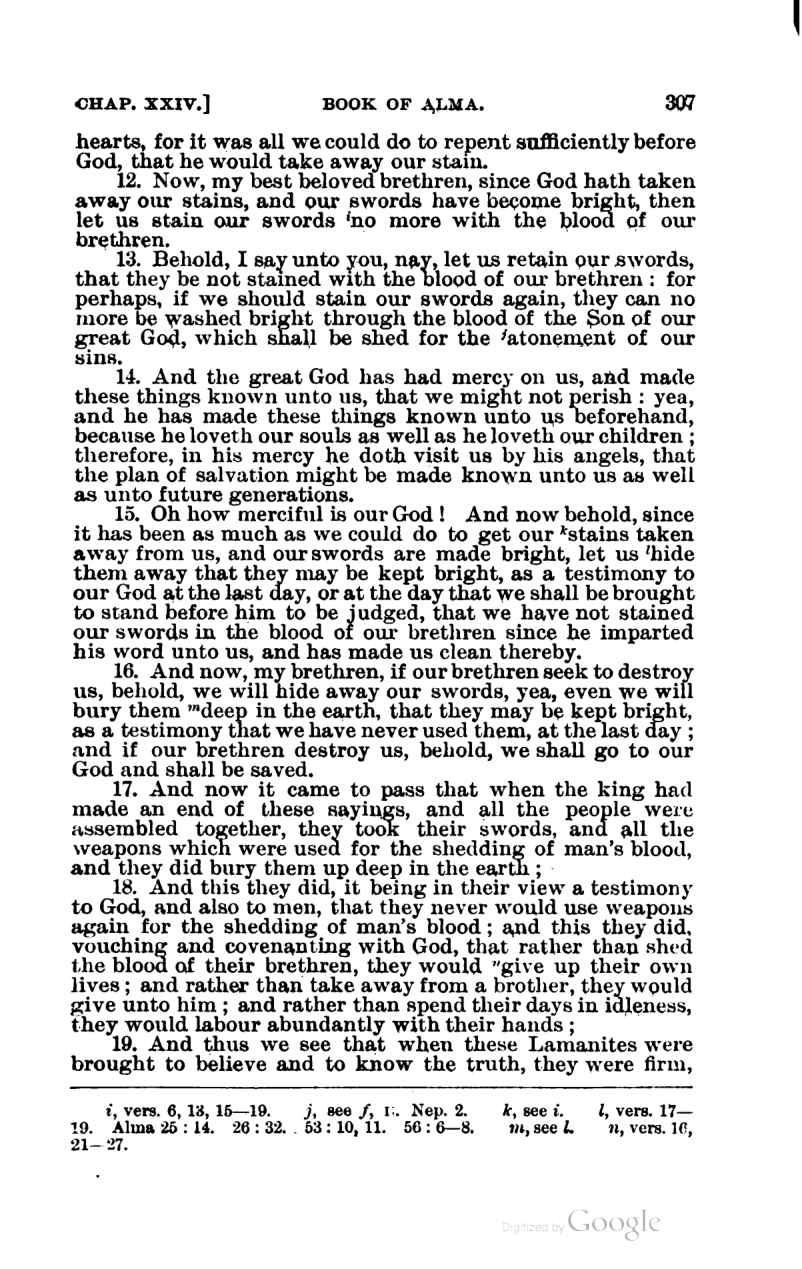 CHAP. XXIV.] BOOK OF ALMA. 307
hearts, for it was all we could do to repent sufficiently before
God, that he would take away our stain.
12. Now, my best beloved brethren, since God hath taken
away our stains, and our swords have become bright, then
let us stain our swords ⁱno more with the blood of our
brethren.
13. Behold, I say unto you, nay, let us retain our swords,
that they be not stained with the blood of our brethren : for
perhaps, if we should stain our swords again, they can no
more be washed bright through the blood of the Son of our
great God, which shall be shed for the ʲatonement of our
sins.
14. And the great God has had mercy on us, and made
these things known unto us, that we might not perish : yea,
and he has made these things known unto us beforehand,
because he loveth our souls as well as he loveth our children ;
therefore, in his mercy he doth visit us by his angels, that
the plan of salvation might be made known unto us as well
as unto future generations.
15. Oh how merciful is our God ! And now behold, since
it has been as much as we could do to get our ᵏstains taken
away from us, and our swords are made bright, let us ˡhide
them away that they may be kept bright, as a testimony to
our God at the last day, or at the day that we shall be brought
to stand before him to be judged, that we have not stained
our swords in the blood of our brethren since he imparted
his word unto us, and has made us clean thereby.
16. And now, my brethren, if our brethren seek to destroy
us, behold, we will hide away our swords, yea, even we will
bury them ᵐdeep in the earth, that they may be kept bright,
as a testimony that we have never used them, at the last day ;
and if our brethren destroy us, behold, we shall go to our
God and shall be saved.
17. And now it came to pass that when the king had
made an end of these sayings, and all the people were
assembled together, they took their swords, and all the
weapons which were used for the shedding of man's blood,
and they did bury them up deep in the earth ;
18. And this they did, it being in their view a testimony
to God, and also to men, that they never would use weapons
again for the shedding of man's blood ; and this they did,
vouching and covenanting with God, that rather than shed
the blood of their brethren, they would ⁿgive up their own
lives ; and rather than take away from a brother, they would
give unto him ; and rather than spend their days in idleness,
they would labour abundantly with their hands ;
19. And thus we see that when these Lamanites were
brought to believe and to know the truth, they were firm,
i, vers. 6, 13, 15—19. j, see f, Nep. 2. k, see i. l, vers. 17—
19. Alma 25 : 14. 26 : 32. 53 : 10, 11. 56 : 6—8. m, see l. n, vers. 16,
21—27.
Digitized by Google